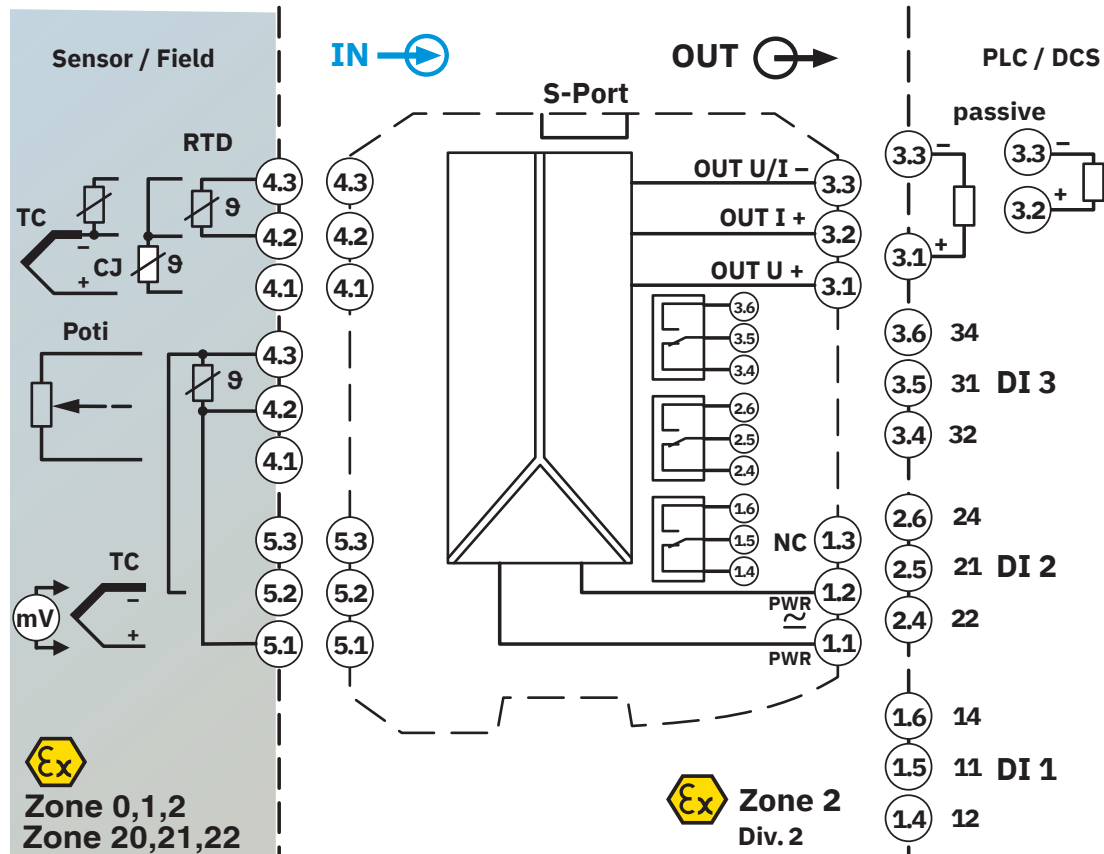 Sensor / Field
IN
OUT
PLC / DCS
S-Port
passive
RTD
TC
CJ
ϑ
ϑ
−
+
4.3
4.2
4.1
4.3
4.2
4.1
OUT U/I −
OUT I +
OUT U +
3.3
3.2
3.1
3.3
−
3.1
+
3.3
−
3.2
+
Poti
ϑ
4.3
4.2
4.1
3.6
3.5
3.4
2.6
2.5
2.4
1.6
1.5
1.4
3.6 34
3.5 31 DI 3
3.4 32
TC
mV
−
+
5.3
5.2
5.1
5.3
5.2
5.1
NC 1.3
PWR 1.2
PWR 1.1
2.6 24
2.5 21 DI 2
2.4 22
1.6 14
1.5 11 DI 1
1.4 12
Ex
Zone 0,1,2
Zone 20,21,22
Ex
Zone 2
Div. 2